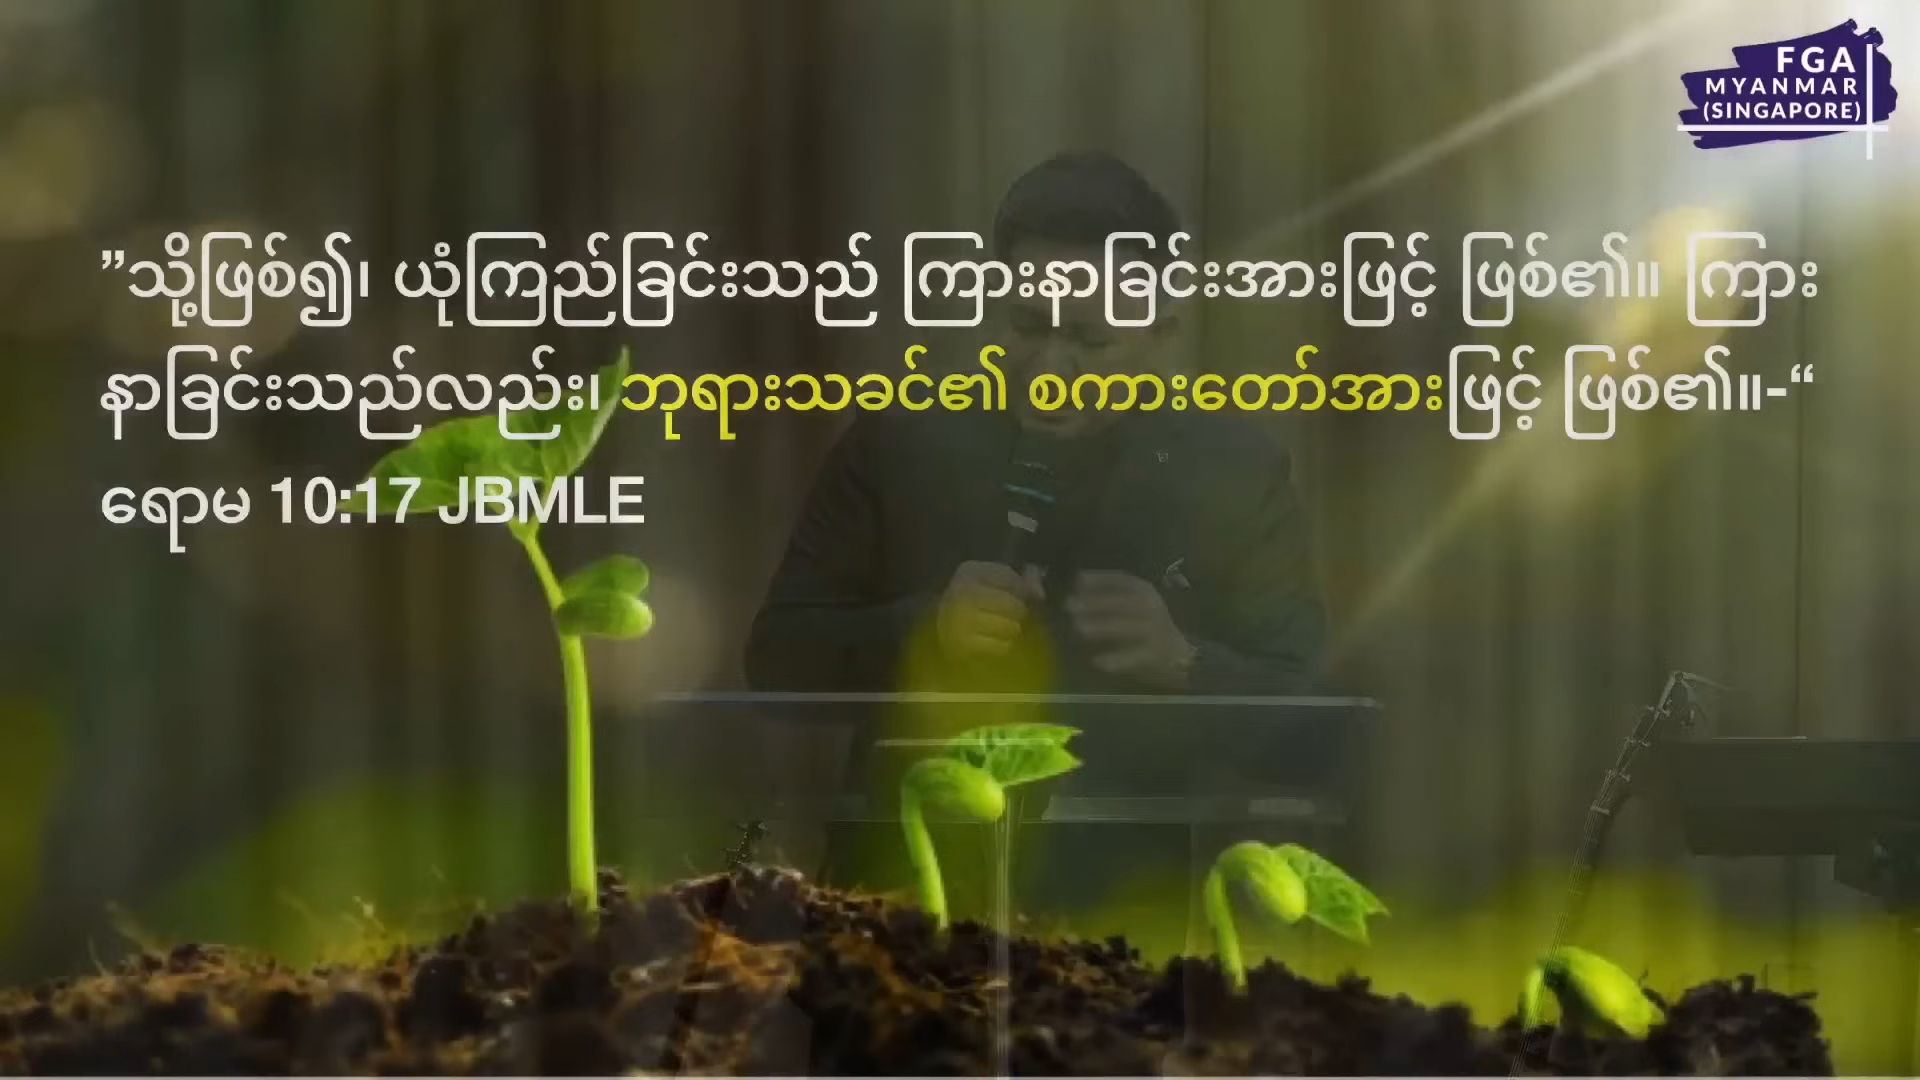 FGA
MYANMAR
(SINGAPORE)
”သို့ဖြစ်၍၊ ယုံကြည်ခြင်းသည် ကြားနာခြင်းအားဖြင့် ဖြစ်၏။ ကြား
နာခြင်းသည်လည်း၊ ဘုရားသခင်၏ စကားတော်အားဖြင့် ဖြစ်၏။-“
ရောမ 10:17 JBMLE